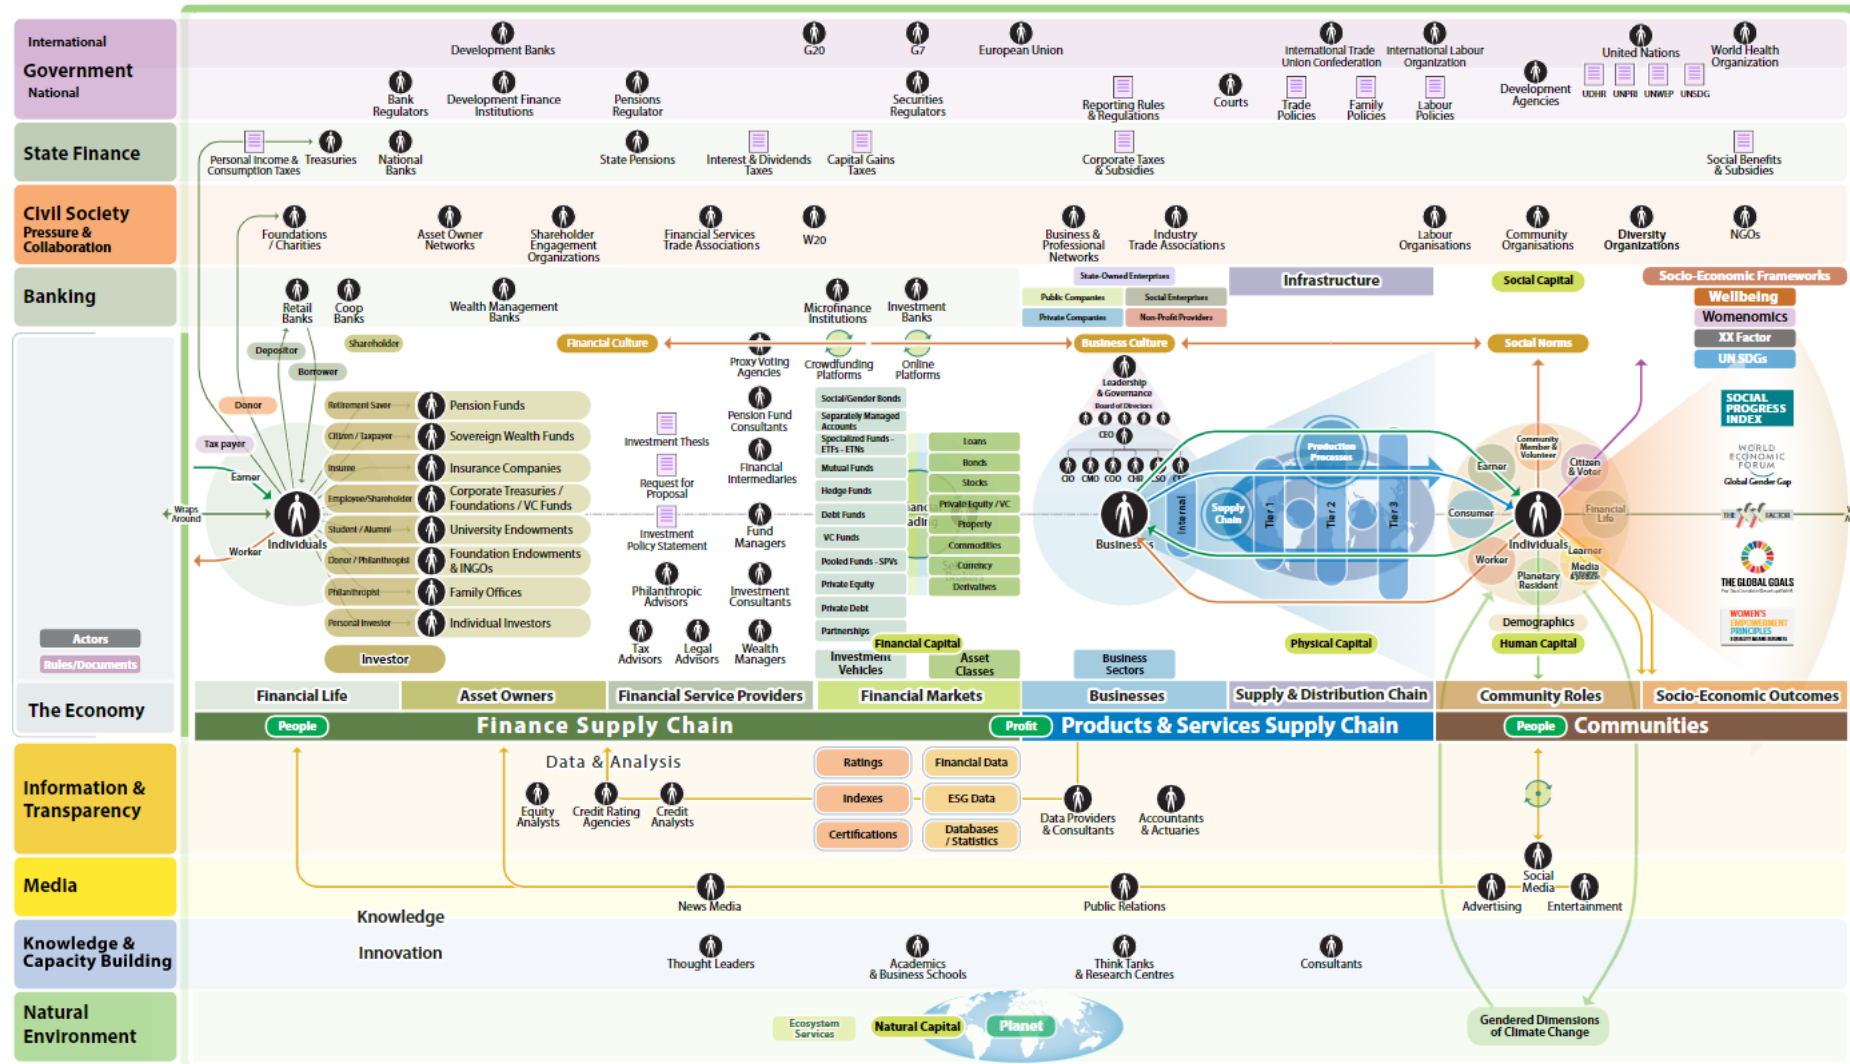 International
Government
National
Development Banks
G20
G7
European Union
International Trade
Union Confederation
International Labour
Organization
United Nations
World Health
Organization
Bank
Regulators
Development Finance
Institutions
Pensions
Regulator
Securities
Regulators
Reporting Rules
& Regulations
Courts
Trade
Policies
Family
Policies
Labour
Policies
Development
Agencies
UDHR
UNPRI
UNWEP
UNSDG
State Finance
Personal Income &
Consumption Taxes
Treasuries
National
Banks
State Pensions
Interest & Dividends
Taxes
Capital Gains
Taxes
Corporate Taxes
& Subsidies
Social Benefits
& Subsidies
Civil Society
Pressure &
Collaboration
Foundations
/ Charities
Asset Owner
Networks
Shareholder
Engagement
Organizations
Financial Services
Trade Associations
W20
Business &
Professional
Networks
Industry
Trade Associations
Labour
Organisations
Community
Organisations
Diversity
Organizations
NGOs
Banking
Retail
Banks
Coop
Banks
Wealth Management
Banks
Microfinance
Institutions
Investment
Banks
State-Owned Enterprises
Public Companies
Social Enterprises
Private Companies
Non-Profit Providers
Infrastructure
Social Capital
Socio-Economic Frameworks
Wellbeing
Womenomics
XX Factor
UN SDGs
Depositor
Shareholder
Borrower
Financial Culture
Proxy Voting
Agencies
Crowdfunding
Platforms
Online
Platforms
Business Culture
Social Norms
Donor
Tax payer
Earner
Wraps
Around
Worker
Individuals
Retirement Saver
Pension Funds
Citizen / Taxpayer
Sovereign Wealth Funds
Insuree
Insurance Companies
Employee/Shareholder
Corporate Treasuries /
Foundations / VC Funds
Student / Alumni
University Endowments
Donor / Philanthropist
Foundation Endowments
& INGOs
Philanthropist
Family Offices
Personal Investor
Individual Investors
Investor
Investment Thesis
Request for
Proposal
Investment
Policy Statement
Philanthropic
Advisors
Tax
Advisors
Legal
Advisors
Pension Fund
Consultants
Financial
Intermediaries
Fund
Managers
Investment
Consultants
Wealth
Managers
Social/Gender Bonds
Separately Managed
Accounts
Specialized Funds -
ETFs - ETNs
Mutual Funds
Hedge Funds
Debt Funds
VC Funds
Pooled Funds - SPVs
Private Equity
Private Debt
Partnerships
Loans
Bonds
Stocks
Private Equity / VC
Property
Commodities
Currency
Derivatives
Financial Capital
Investment
Vehicles
Asset
Classes
Leadership
& Governance
Board of Directors
CEO
CIO
CMO
COO
CHR
CSO
Businesses
Internal
Supply
Chain
Production
Processes
Tier 1
Tier 2
Tier 3
Physical Capital
Business
Sectors
Community
Member &
Volunteer
Earner
Citizen
& Voter
Consumer
Financial
Life
Individuals
Worker
Learner
Media
Planetary
Resident
Demographics
Human Capital
SOCIAL
PROGRESS
INDEX
WORLD
ECONOMIC
FORUM
Global Gender Gap
THE
FACTOR
THE GLOBAL GOALS
For Sustainable Development
WOMEN'S
EMPOWERMENT
PRINCIPLES
Actors
Rules/Documents
The Economy
Financial Life
Asset Owners
Financial Service Providers
Financial Markets
Businesses
Supply & Distribution Chain
Community Roles
Socio-Economic Outcomes
People
Finance Supply Chain
Profit
Products & Services Supply Chain
People
Communities
Information &
Transparency
Data & Analysis
Equity
Analysts
Credit Rating
Agencies
Credit
Analysts
Ratings
Financial Data
Indexes
ESG Data
Certifications
Databases
/ Statistics
Data Providers
& Consultants
Accountants
& Actuaries
Media
News Media
Public Relations
Advertising
Social
Media
Entertainment
Knowledge
Innovation
Knowledge &
Capacity Building
Thought Leaders
Academics
& Business Schools
Think Tanks
& Research Centres
Consultants
Natural
Environment
Ecosystem
Services
Natural Capital
Planet
Gendered Dimensions
of Climate Change